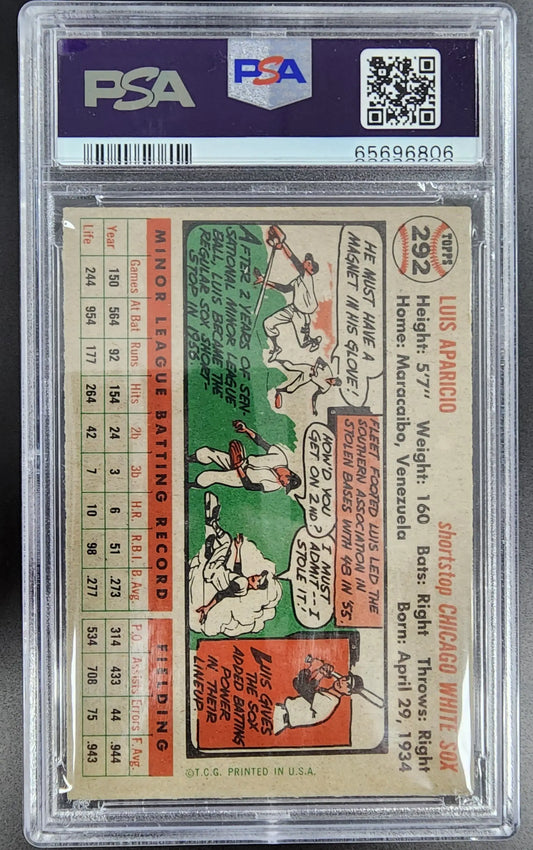 PSA
PSA
65696806
TOPPS
292
LUIS APARICIO
shortstop CHICAGO WHITE SOX
Height: 5'7" Weight: 160 Bats: Right Throws: Right
Home: Maracaibo, Venezuela Born: April 29, 1934
HE MUST HAVE A
MAGNET IN HIS GLOVE!
AFTER 2 YEARS OF SEN-
SATIONAL MINOR LEAGUE
BALL, LUIS BECAME THE
REGULAR SOX SHORT-
STOP IN 1956.
FLEET FOOTED LUIS LED THE
SOUTHERN ASSOCIATION IN
STOLEN BASES WITH 48 IN '55.
HOW'D YOU
GET ON 2ND?
I MUST
ADMIT--I
STOLE IT!
LUIS GIVES
THE SOX
ADDED BATTING
POWER
IN THEIR
LINEUP.
MINOR LEAGUE BATTING RECORD FIELDING
Games At Bat Runs Hits 2b 3b H.R. R.B.I. B.Avg. P.O. Assists Errors F.Avg.
Year 150 564 92 154 24 3 6 51 .273 314 433 44 .944
Life 244 954 177 264 42 7 10 98 .277 534 708 75 .943
©T.C.G. PRINTED IN U.S.A.